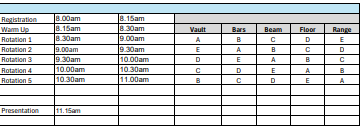 Registration 8.00am 8.15am
Warm Up 8.15am 8.30am Vault Bars Beam Floor Range
Rotation 1 8.30am 9.00am A B C D E
Rotation 2 9.00am 9.30am E A B C D
Rotation 3 9.30am 10.00am D E A B C
Rotation 4 10.00am 10.30am C D E A B
Rotation 5 10.30am 11.00am B C D E A
Presentation 11.15am